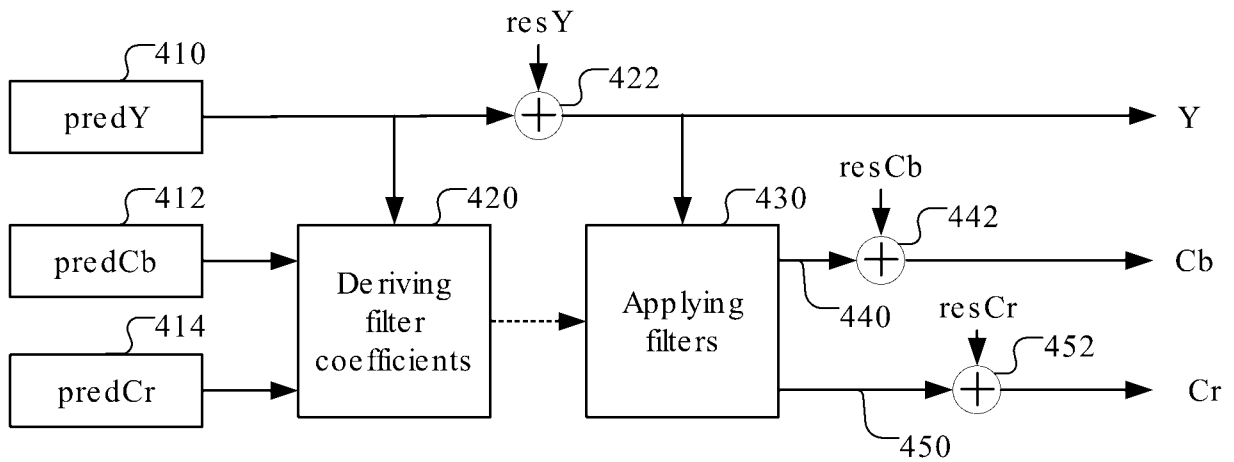 resY
410
422
predY
Y
resCb
412
420
430
442
predCb
Cb
Deriving
filter
coefficients
Applying
filters
440
resCr
414
452
predCr
Cr
450